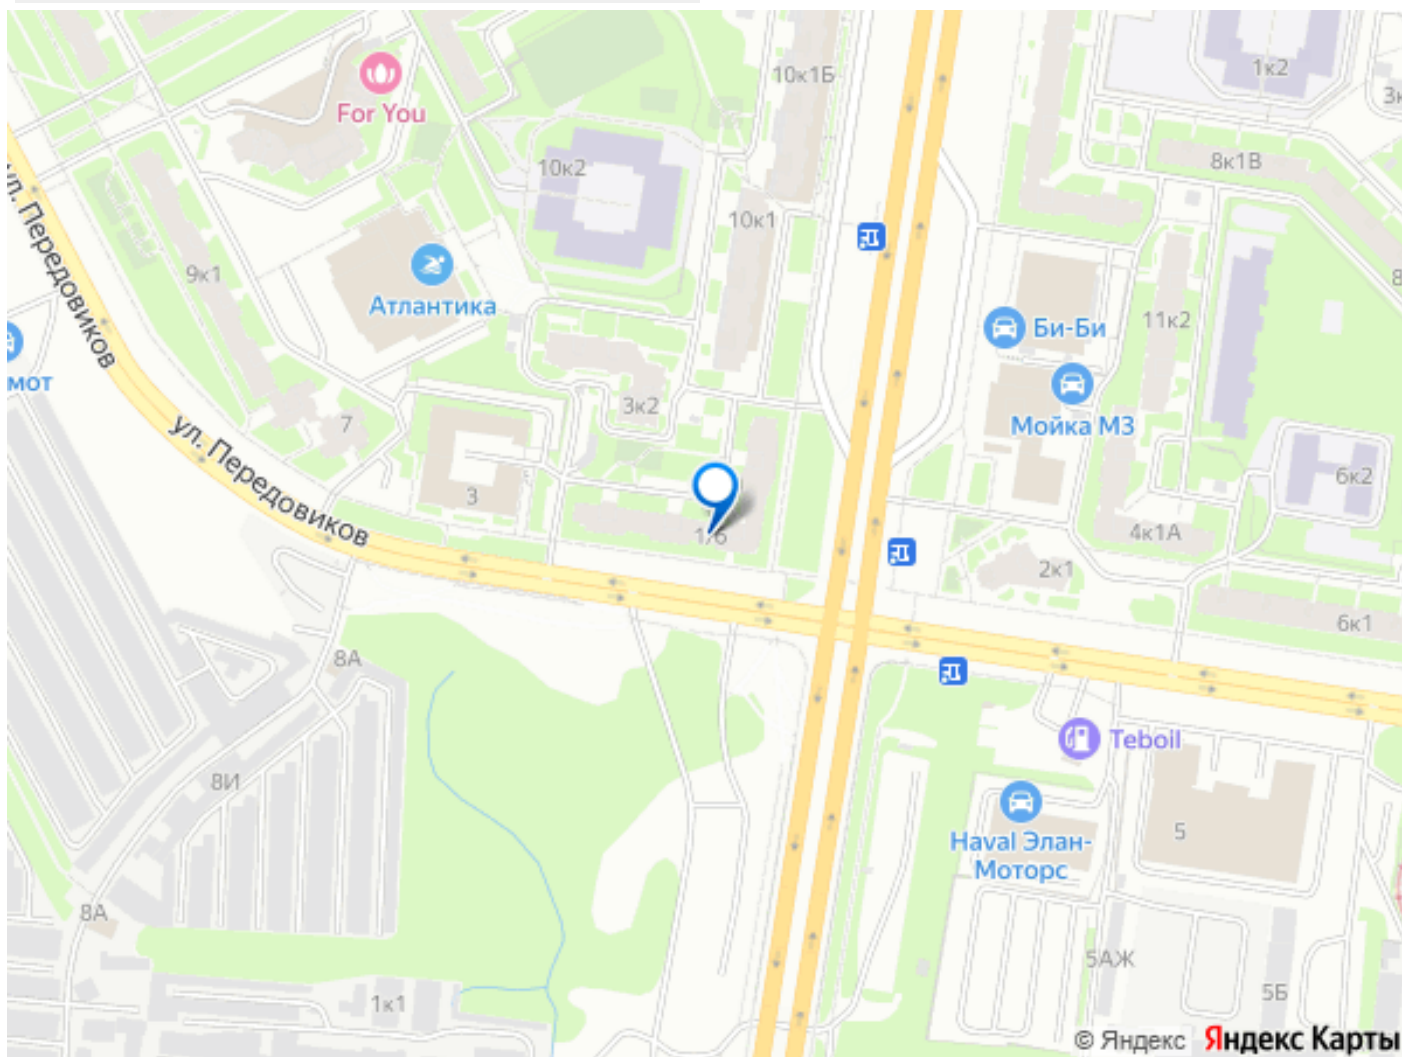 1к2
10к1Б
3к
For You
8к1В
10к2
ул. Передовиков
10к1
9к1
Атлантика
8
11к2
Би-Би
мот
3к2
Мойка М3
7
ул. Передовиков
6к2
3
4к1А
1/6
2к1
6к1
8А
Teboil
8И
5
Haval Элан-
Моторс
8А
5АЖ
5Б
1к1
© Яндекс Яндекс Карты